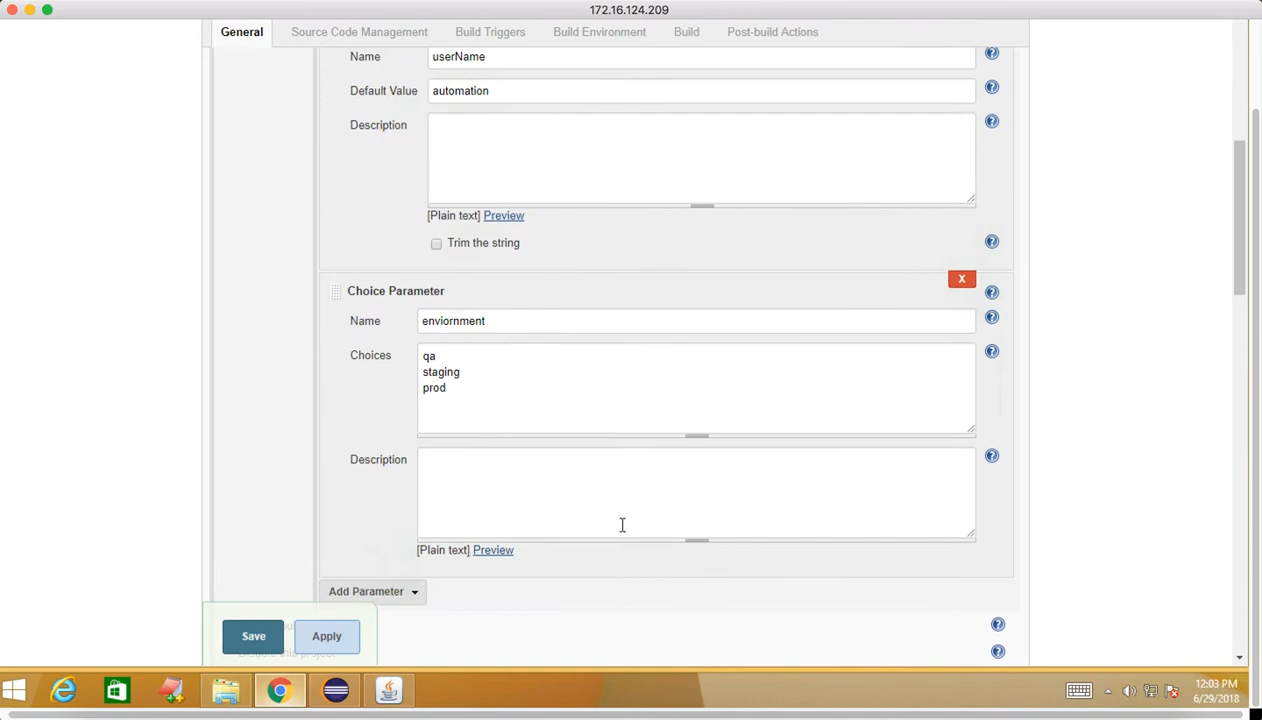 172.16.124.209
General Source Code Management Build Triggers Build Environment Build Post-build Actions
Name userName
Default Value automation
Description
[Plain text] Preview
Trim the string
X
Choice Parameter
Name enviornment
Choices qa
staging
prod
Description
[Plain text] Preview
Add Parameter
Save Apply
12:03 PM
6/29/2018